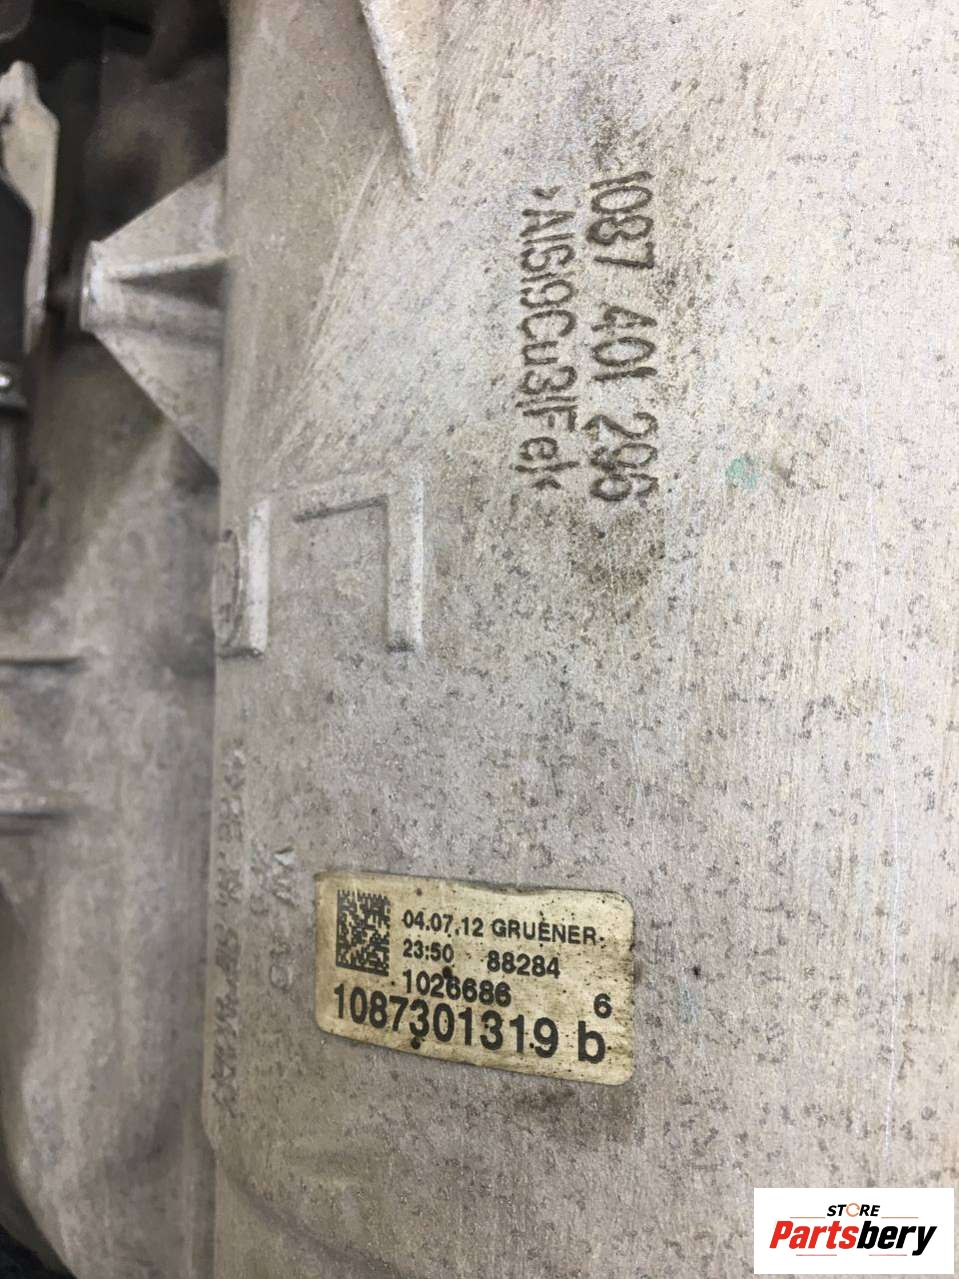 1087 401 296
>AlSi9Cu3(Fe)<
04.07.12 GRUENER
23:50 88284
1026686 6
1087301319 b
STORE
Partsbery